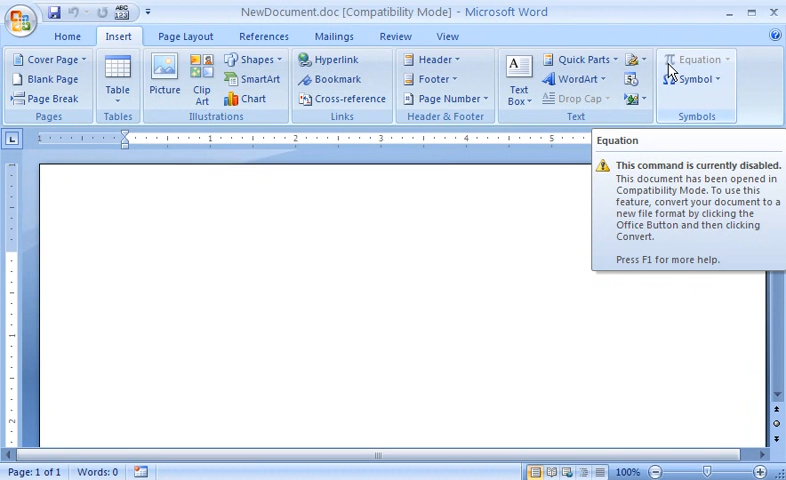 NewDocument.doc [Compatibility Mode] - Microsoft Word
Home Insert Page Layout References Mailings Review View
Cover Page
Blank Page
Page Break
Pages
Table
Tables
Picture
Clip
Art
Shapes
SmartArt
Chart
Illustrations
Hyperlink
Bookmark
Cross-reference
Links
Header
Footer
Page Number
Header & Footer
Text
Box
Quick Parts
WordArt
Drop Cap
Text
Equation
Symbol
Symbols
Equation
This command is currently disabled.
This document has been opened in
Compatibility Mode. To use this
feature, convert your document to a
new file format by clicking the
Office Button and then clicking
Convert.
Press F1 for more help.
Page: 1 of 1 Words: 0 100%